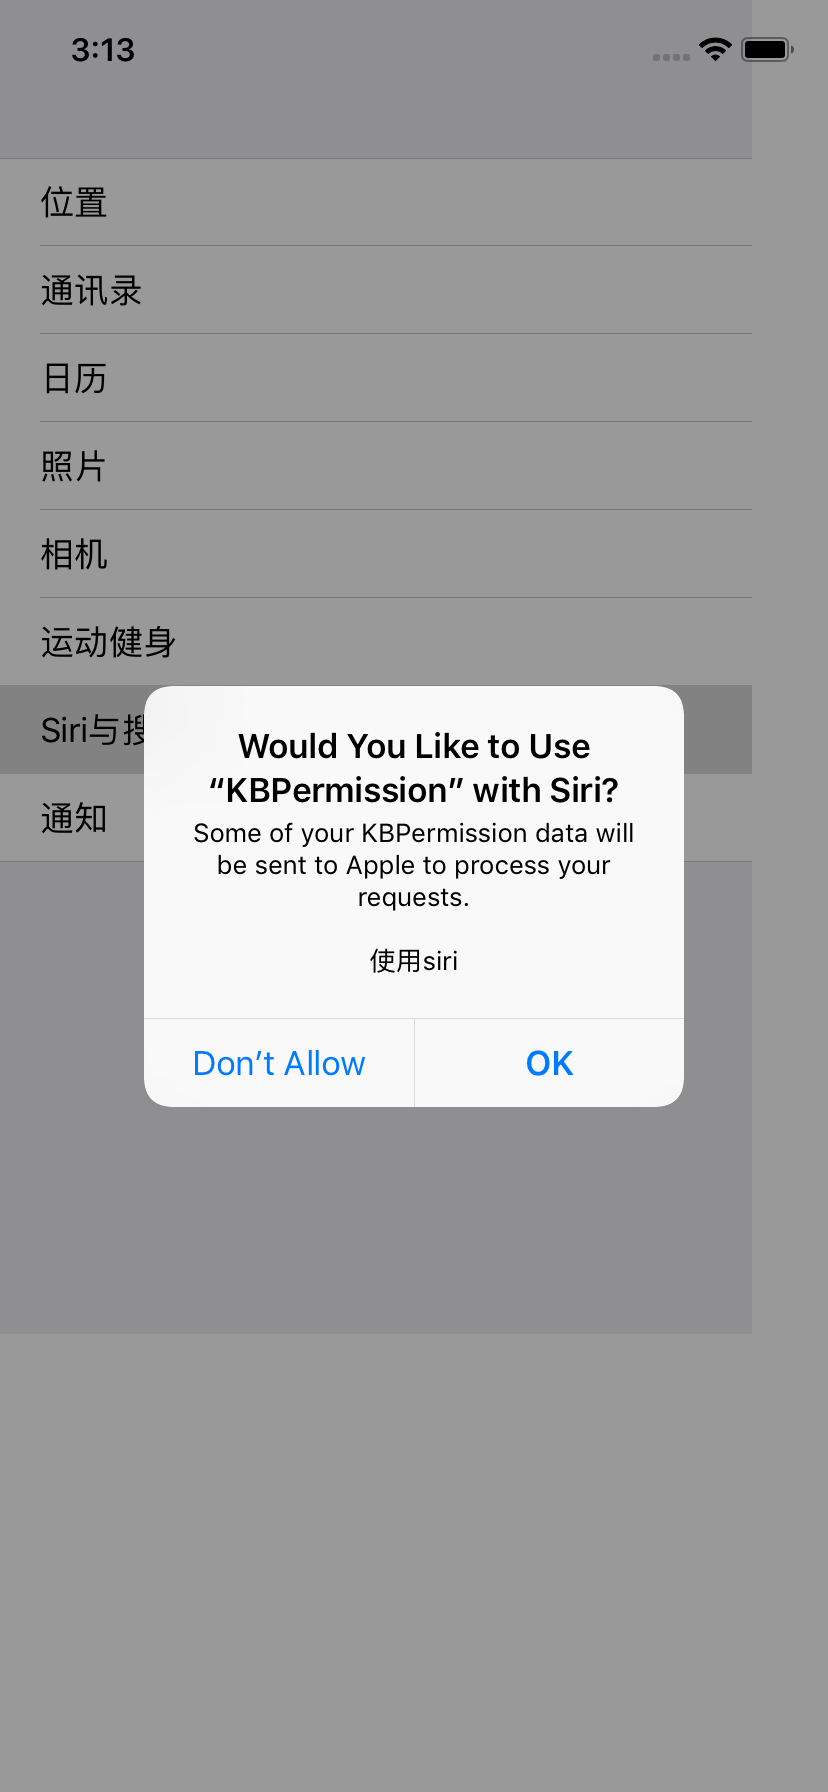 3:13
位置
通讯录
日历
照片
相机
运动健身
Siri与搜
通知
Would You Like to Use
“KBPermission” with Siri?
Some of your KBPermission data will
be sent to Apple to process your
requests.
使用siri
Don’t Allow
OK